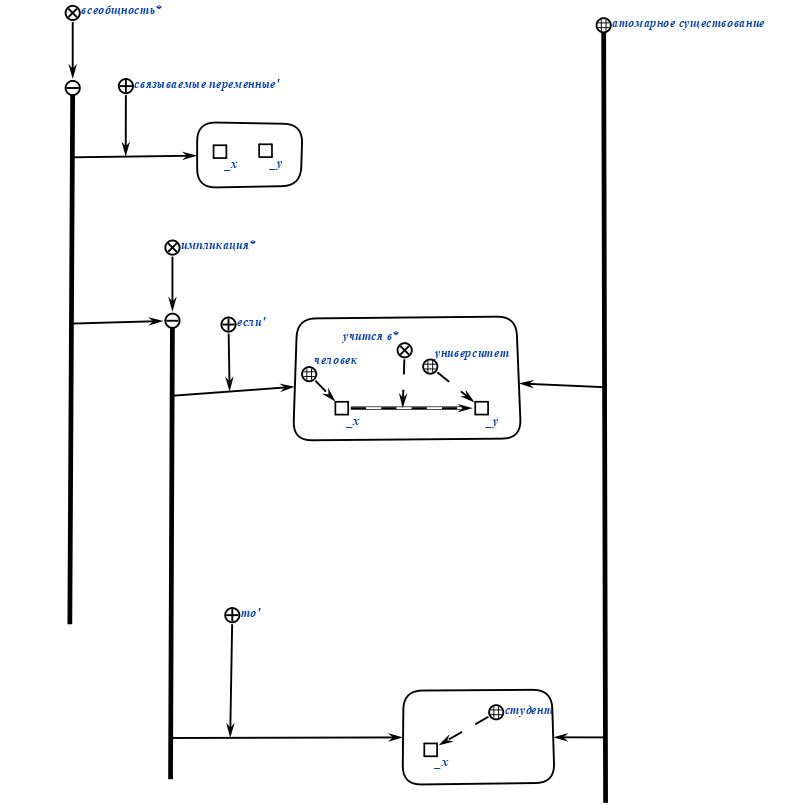 всеобщность*
атомарное существование
связываемые переменные'
_x
_y
импликация*
если'
учится в*
университет
человек
_x
_y
то'
студент
_x